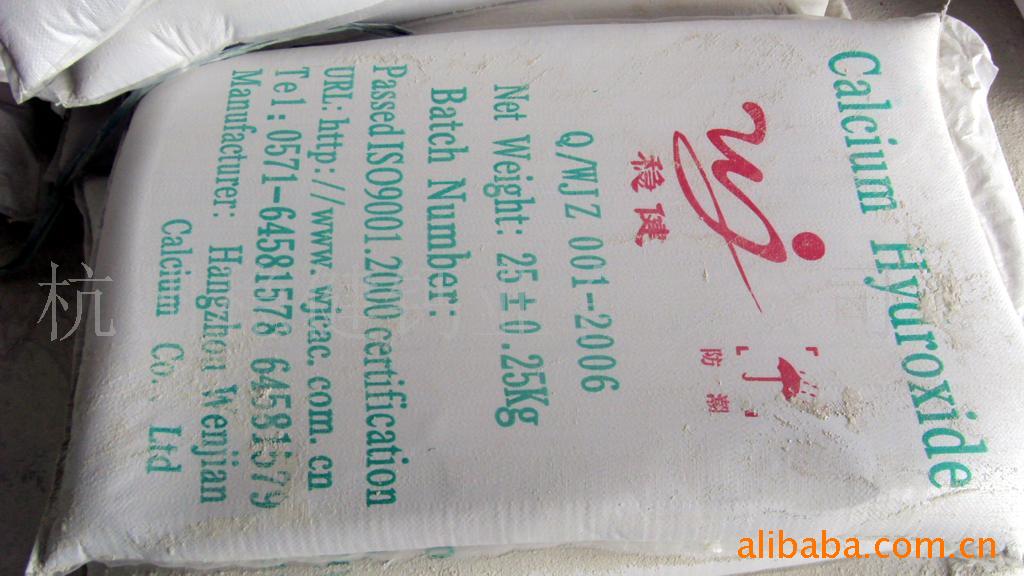 Calcium Hydroxide
wj
稳健
防潮
Q/WJZ 001-2006
Net Weight: 25±0.25Kg
Batch Number:
Passed ISO9001.2000 certification
URL: http://www.wjcac.com.cn
Tel: 0571-64581578 64581579
Manufacturer: Hangzhou Wenjian
Calcium Co., Ltd
杭
alibaba.com.cn